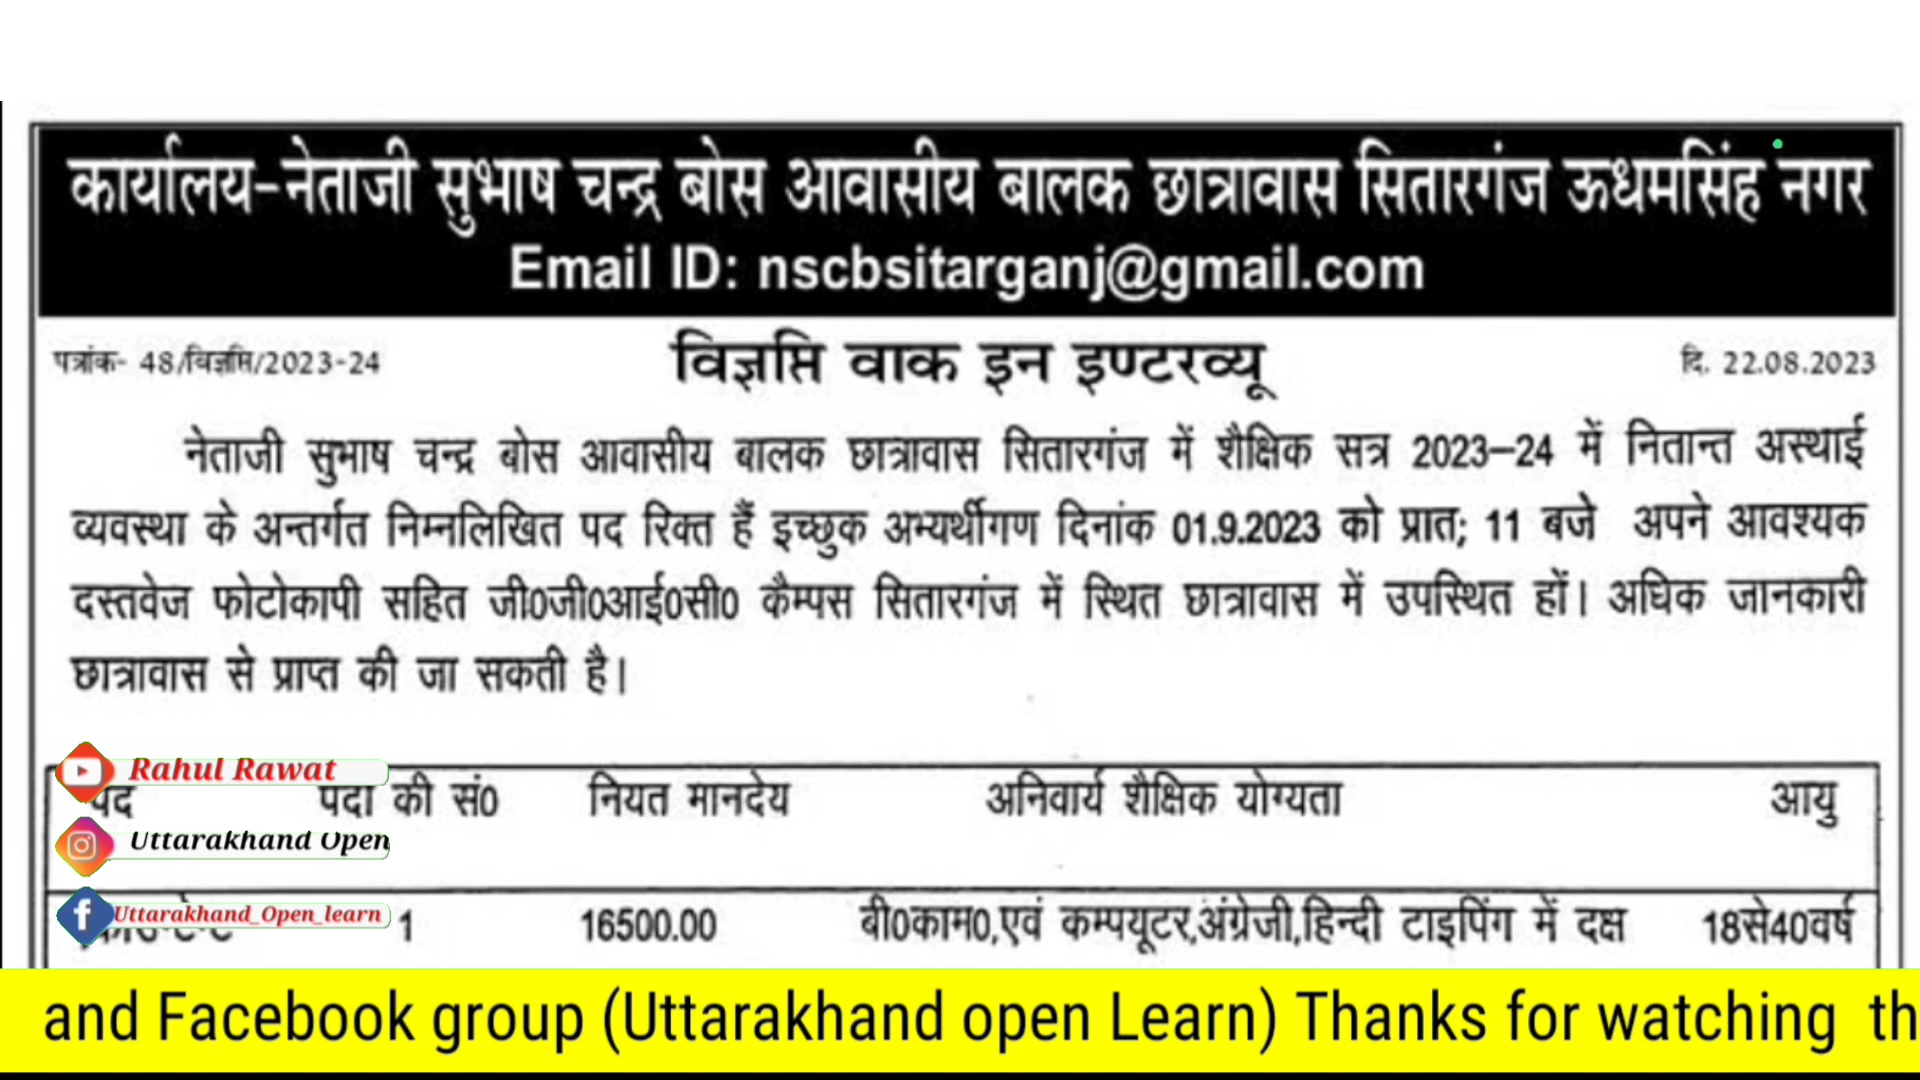 कार्यालय-नेताजी सुभाष चन्द्र बोस आवासीय बालक छात्रावास सितारगंज ऊधमसिंह नगर
Email ID: nscbsitarganj@gmail.com
पत्रांक- 48/विज्ञप्ति/2023-24 विज्ञप्ति वाक इन इण्टरव्यू दि. 22.08.2023
नेताजी सुभाष चन्द्र बोस आवासीय बालक छात्रावास सितारगंज में शैक्षिक सत्र 2023–24 में नितान्त अस्थाई
व्यवस्था के अन्तर्गत निम्नलिखित पद रिक्त हैं इच्छुक अभ्यर्थीगण दिनांक 01.9.2023 को प्रात; 11 बजे अपने आवश्यक
दस्तवेज फोटोकापी सहित जी0जी0आई0सी0 कैम्पस सितारगंज में स्थित छात्रावास में उपस्थित हों। अधिक जानकारी
छात्रावास से प्राप्त की जा सकती है।
Rahul Rawat
पद पदों की सं0 नियत मानदेय अनिवार्य शैक्षिक योग्यता आयु
Uttarakhand Open
Uttarakhand_Open_learn
1 16500.00 बी0काम0,एवं कम्पयूटर,अंग्रेजी,हिन्दी टाइपिंग में दक्ष 18से40वर्ष
and Facebook group (Uttarakhand open Learn) Thanks for watching th